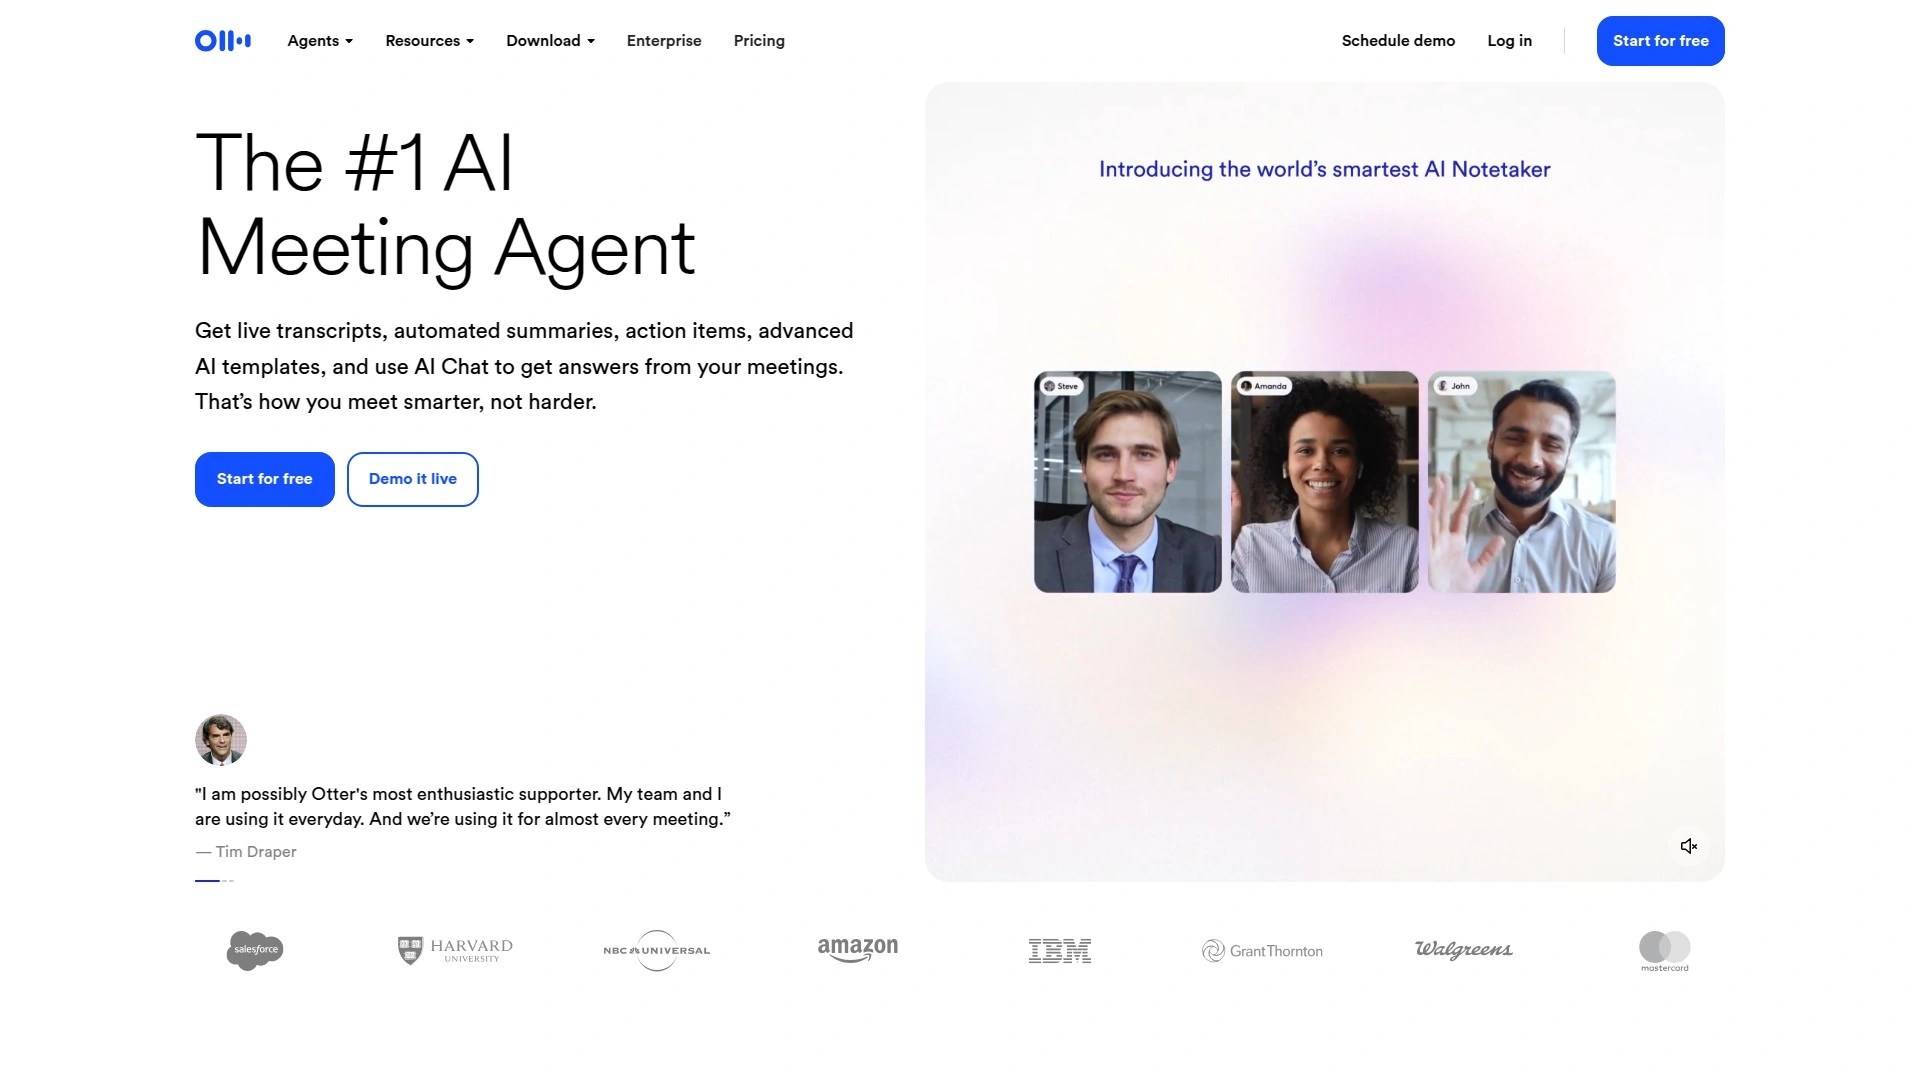 Agents
Resources
Download
Enterprise
Pricing
Schedule demo
Log in
Start for free
The #1 AI
Meeting Agent
Get live transcripts, automated summaries, action items, advanced
AI templates, and use AI Chat to get answers from your meetings.
That’s how you meet smarter, not harder.
Start for free
Demo it live
"I am possibly Otter's most enthusiastic supporter. My team and I
are using it everyday. And we’re using it for almost every meeting.”
— Tim Draper
Introducing the world’s smartest AI Notetaker
Steve
Amanda
John
salesforce
HARVARD
UNIVERSITY
NBC UNIVERSAL
amazon
IBM
GrantThornton
Walgreens
mastercard